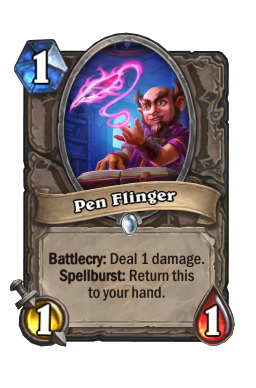 1
Pen Flinger
Battlecry: Deal 1 damage.
Spellburst: Return this
to your hand.
1 1